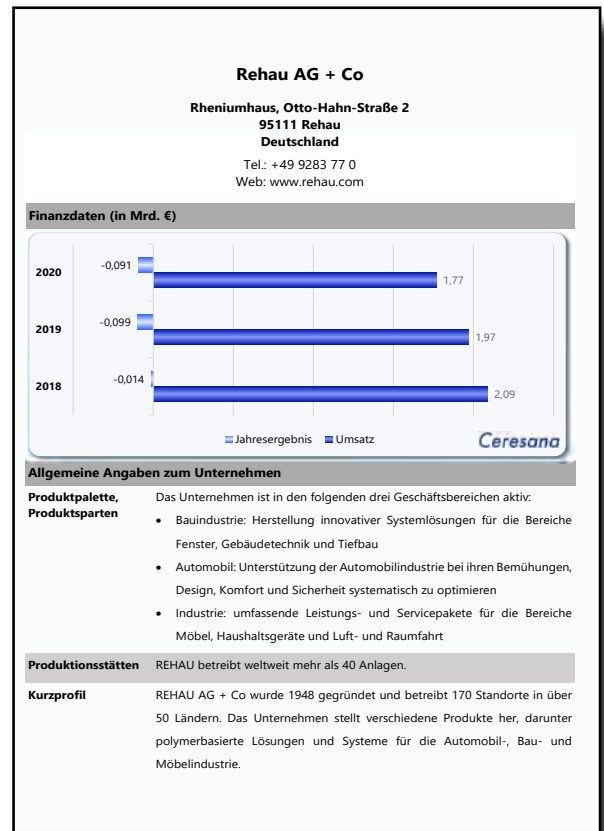 Rehau AG + Co
Rheniumhaus, Otto-Hahn-Straße 2
95111 Rehau
Deutschland
Tel.: +49 9283 77 0
Web: www.rehau.com
Finanzdaten (in Mrd. €)
2020 -0,091 1,77
2019 -0,099 1,97
2018 -0,014 2,09
Jahresergebnis Umsatz
Ceresana
Allgemeine Angaben zum Unternehmen
Produktpalette, Produktsparten
Das Unternehmen ist in den folgenden drei Geschäftsbereichen aktiv:
• Bauindustrie: Herstellung innovativer Systemlösungen für die Bereiche
Fenster, Gebäudetechnik und Tiefbau
• Automobil: Unterstützung der Automobilindustrie bei ihren Bemühungen,
Design, Komfort und Sicherheit systematisch zu optimieren
• Industrie: umfassende Leistungs- und Servicepakete für die Bereiche
Möbel, Haushaltsgeräte und Luft- und Raumfahrt
Produktionsstätten REHAU betreibt weltweit mehr als 40 Anlagen.
Kurzprofil REHAU AG + Co wurde 1948 gegründet und betreibt 170 Standorte in über
50 Ländern. Das Unternehmen stellt verschiedene Produkte her, darunter
polymerbasierte Lösungen und Systeme für die Automobil-, Bau- und
Möbelindustrie.